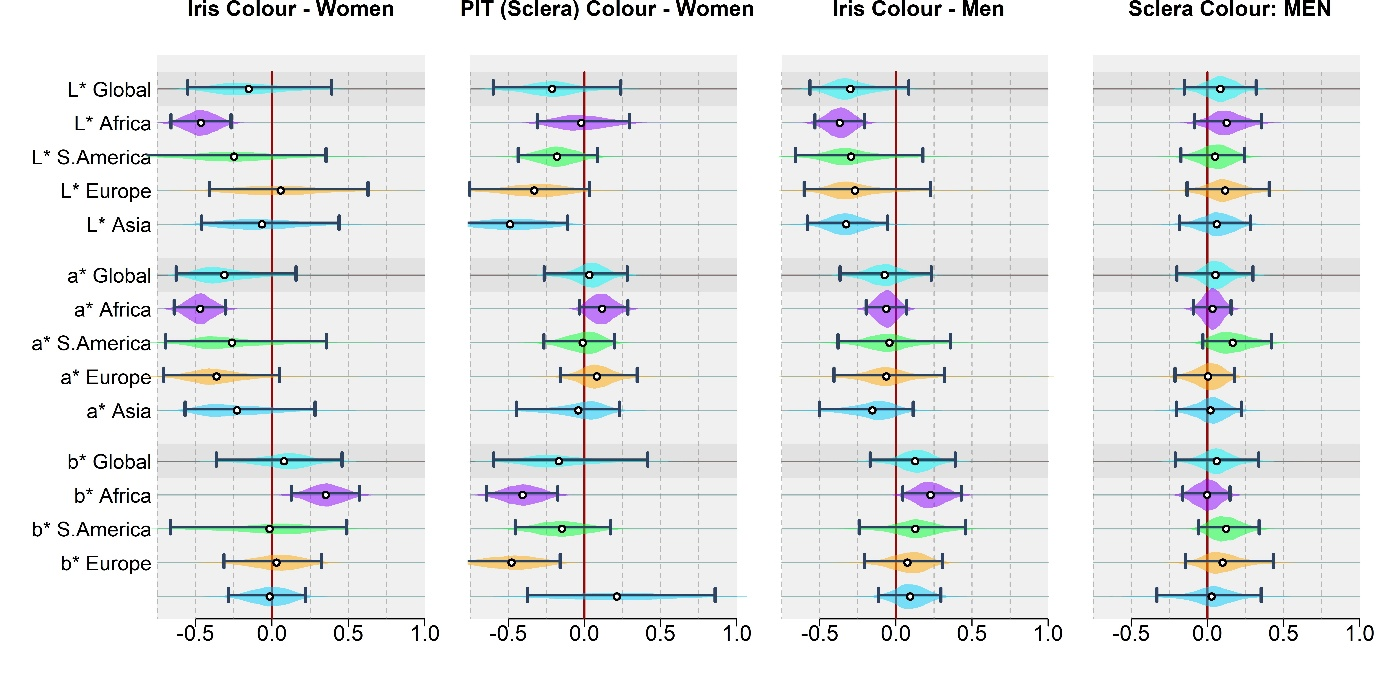 Iris Colour - Women PIT (Sclera) Colour - Women Iris Colour - Men Sclera Colour: MEN
L* Global
L* Africa
L* S.America
L* Europe
L* Asia
a* Global
a* Africa
a* S.America
a* Europe
a* Asia
b* Global
b* Africa
b* S.America
b* Europe
-0.5 0.0 0.5 1.0 -0.5 0.0 0.5 1.0 -0.5 0.0 0.5 1.0 -0.5 0.0 0.5 1.0